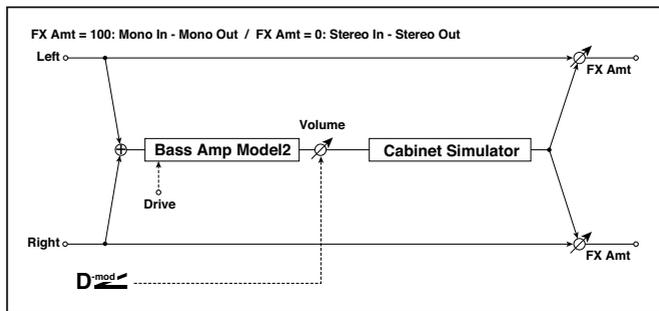 FX Amt = 100: Mono In - Mono Out / FX Amt = 0: Stereo In - Stereo Out
Left
FX Amt
Volume
Bass Amp Model2
Cabinet Simulator
Drive
Right
FX Amt
D-mod